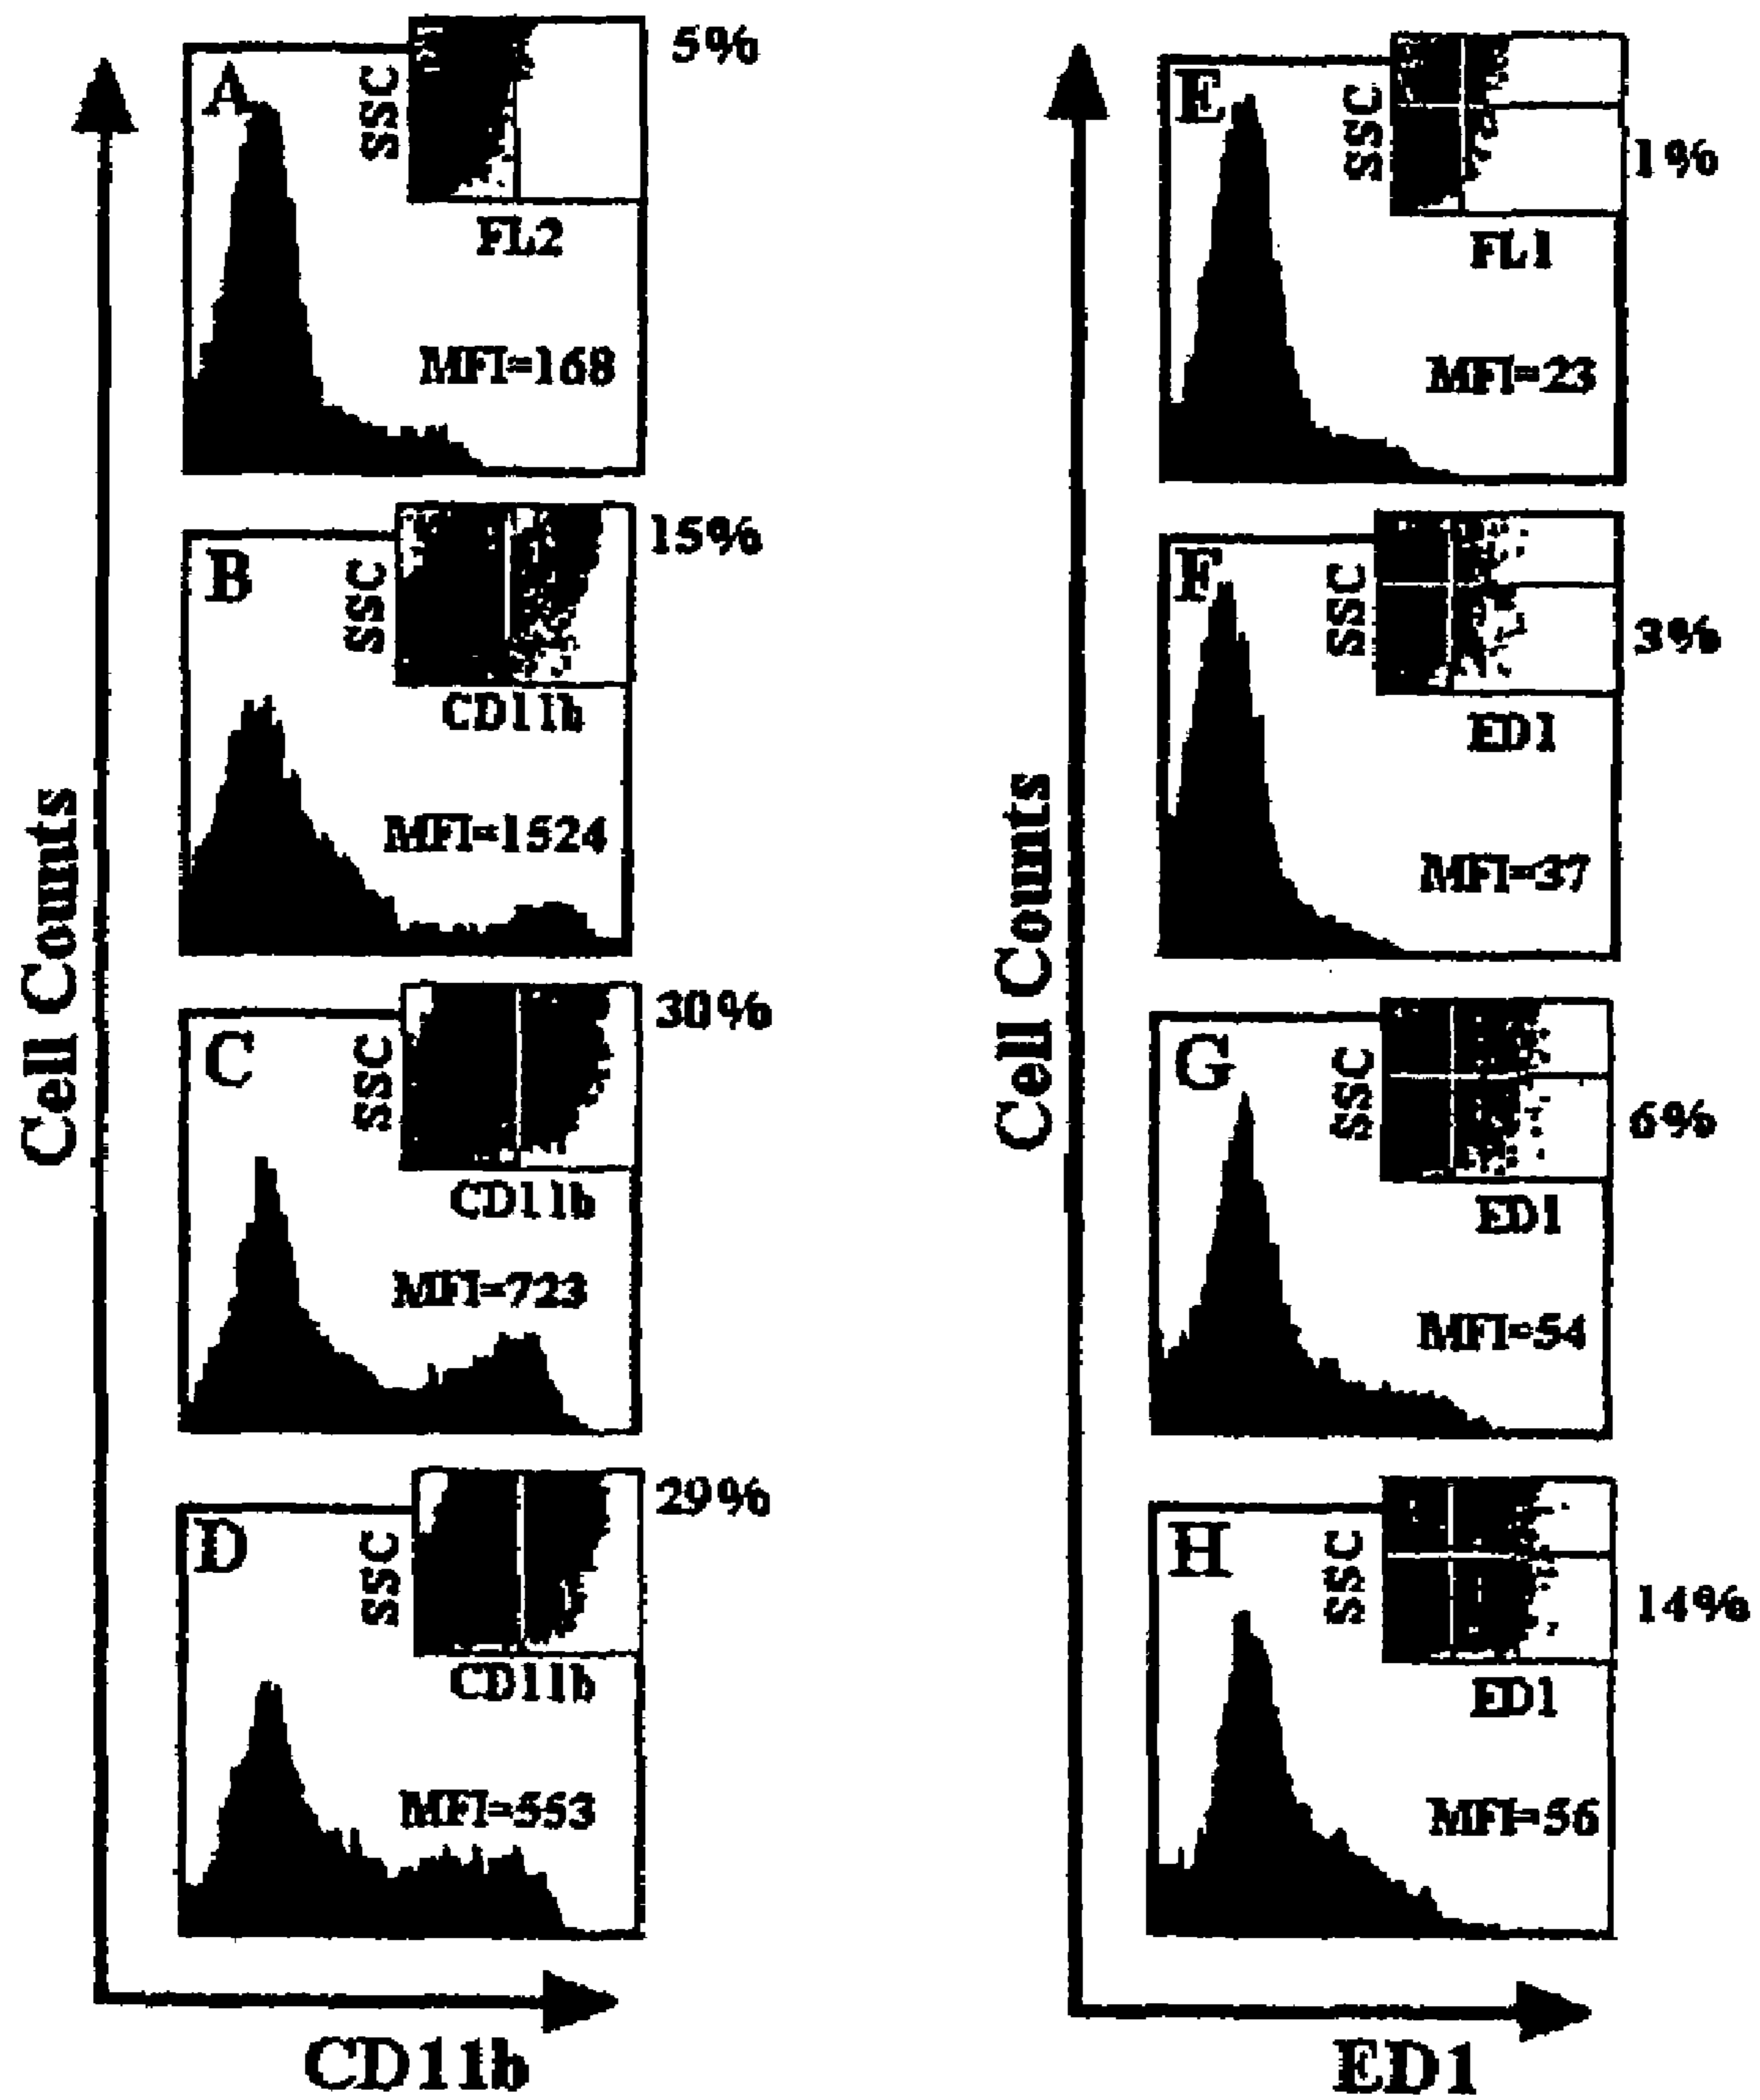 A
SSC
5%
FL2
MFI=168
B
SSC
15%
CD11b
MFI=1524
C
SSC
30%
CD11b
MFI=723
D
SSC
29%
CD11b
MFI=553
Cell Counts
CD11b
E
SSC
1%
FL1
MFI=23
F
SSC
3%
ED1
MFI=37
G
SSC
6%
ED1
MFI=54
H
SSC
14%
ED1
MFI=56
Cell Counts
ED1